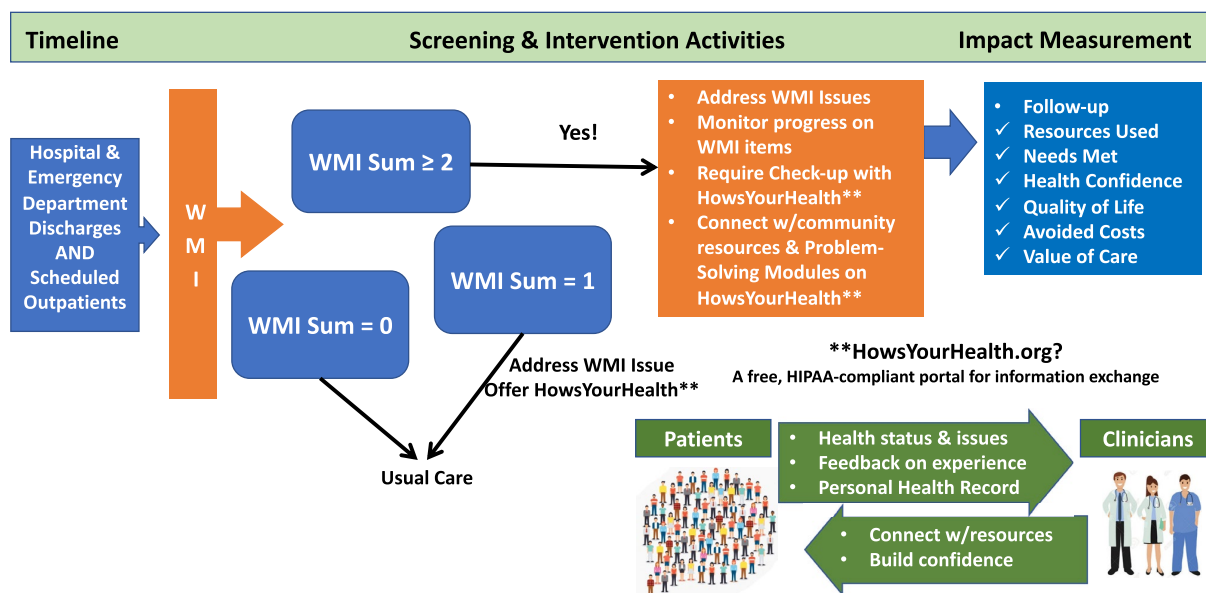 Timeline
Screening & Intervention Activities
Impact Measurement
Hospital &
Emergency
Department
Discharges
AND
Scheduled
Outpatients
W
M
I
WMI Sum ≥ 2
Yes!
WMI Sum = 1
WMI Sum = 0
Address WMI Issue
Offer HowsYourHealth**
Usual Care
• Address WMI Issues
• Monitor progress on
WMI items
• Require Check-up with
HowsYourHealth**
• Connect w/community
resources & Problem-
Solving Modules on
HowsYourHealth**
• Follow-up
✓ Resources Used
✓ Needs Met
✓ Health Confidence
✓ Quality of Life
✓ Avoided Costs
✓ Value of Care
**HowsYourHealth.org?
A free, HIPAA-compliant portal for information exchange
Patients
• Health status & issues
• Feedback on experience
• Personal Health Record
Clinicians
• Connect w/resources
• Build confidence